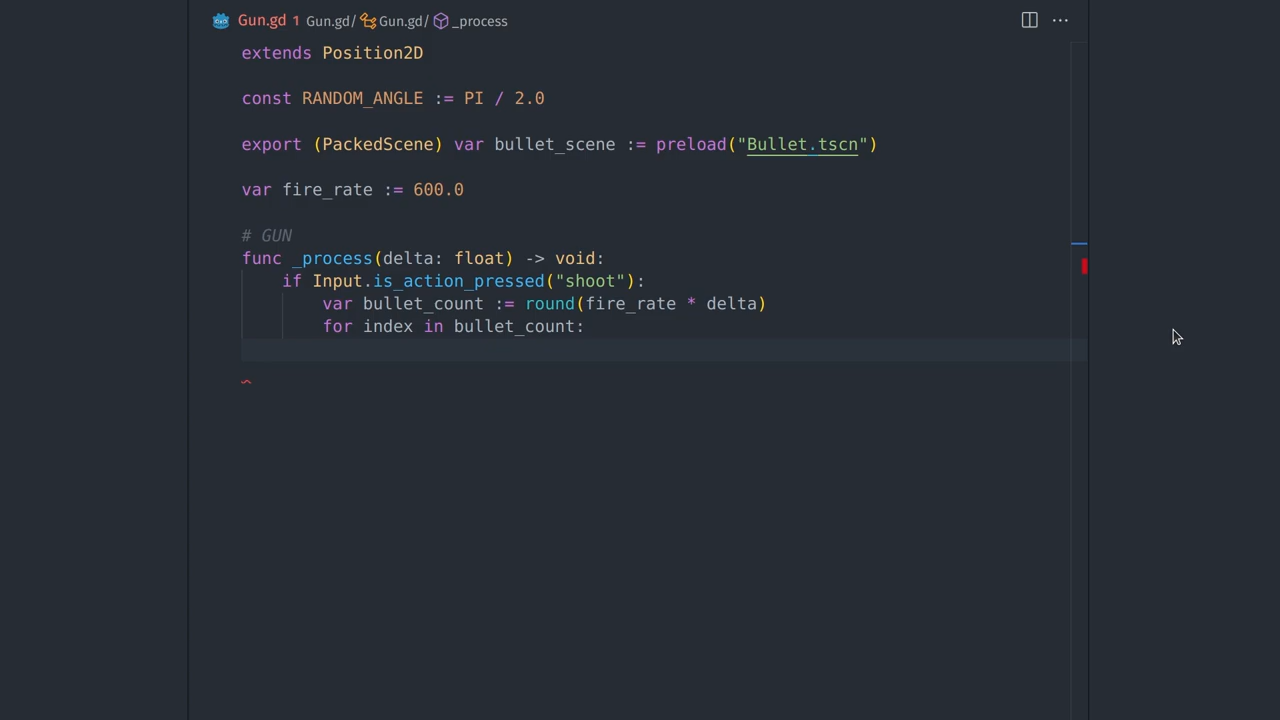 Gun.gd 1 Gun.gd/ Gun.gd/ _process
extends Position2D
const RANDOM_ANGLE := PI / 2.0
export (PackedScene) var bullet_scene := preload("Bullet.tscn")
var fire_rate := 600.0
# GUN
func _process(delta: float) -> void:
if Input.is_action_pressed("shoot"):
var bullet_count := round(fire_rate * delta)
for index in bullet_count: